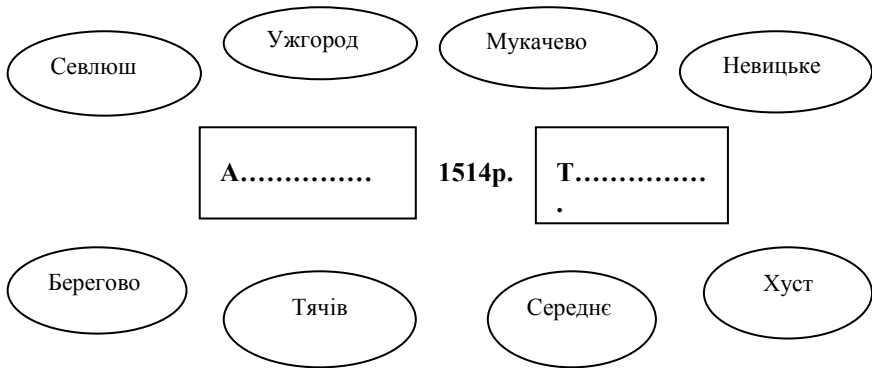 Севлюш
Ужгород
Мукачево
Невицьке
А……………
1514р.
Т……………
.
Берегово
Тячів
Середнє
Хуст